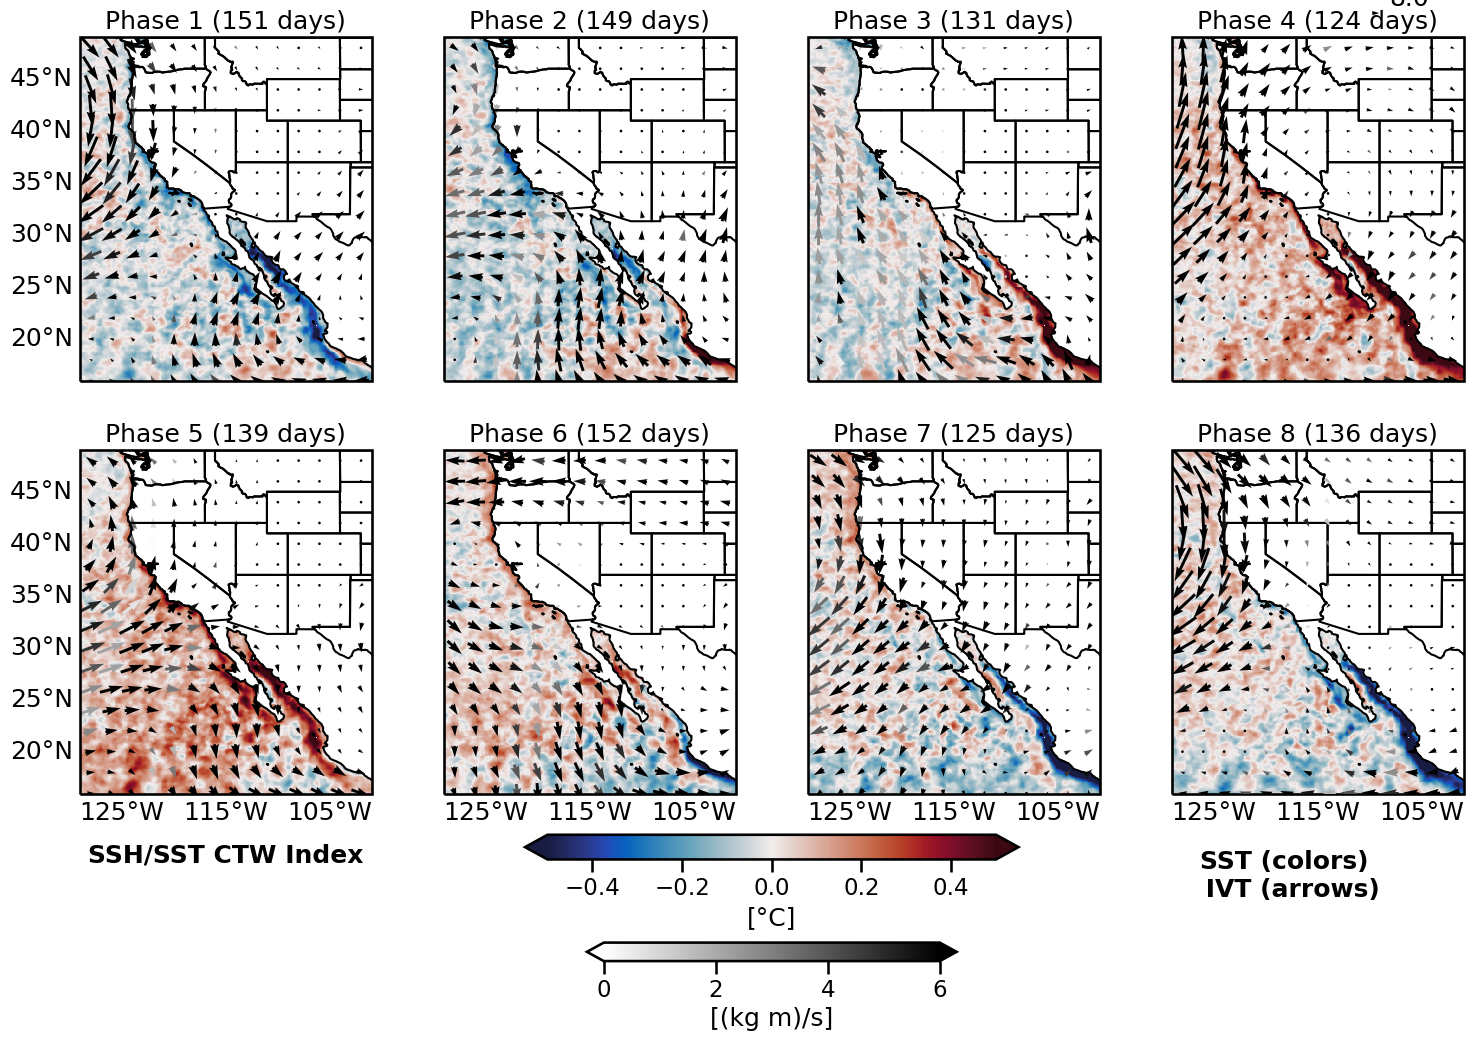 8.0
Phase 1 (151 days) Phase 2 (149 days) Phase 3 (131 days) Phase 4 (124 days)
45°N
40°N
35°N
30°N
25°N
20°N
Phase 5 (139 days) Phase 6 (152 days) Phase 7 (125 days) Phase 8 (136 days)
45°N
40°N
35°N
30°N
25°N
20°N
125°W 115°W 105°W 125°W 115°W 105°W 125°W 115°W 105°W 125°W 115°W 105°W
SSH/SST CTW Index
SST (colors)
IVT (arrows)
−0.4 −0.2 0.0 0.2 0.4
[°C]
0 2 4 6
[(kg m)/s]